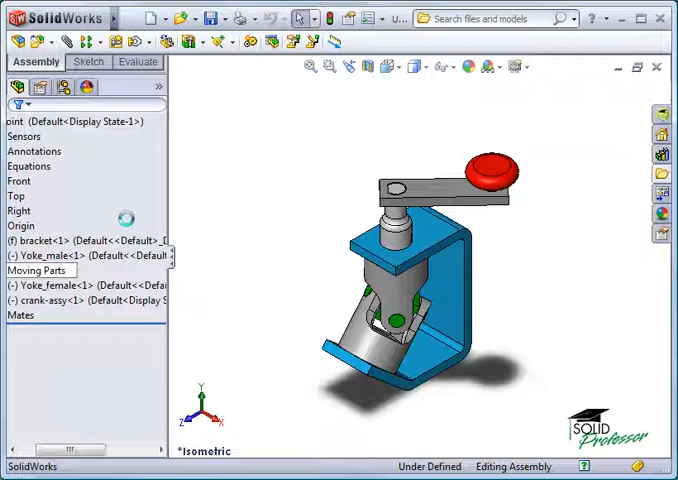 SolidWorks
u...
Search files and models
?
Assembly
Sketch
Evaluate
»
oint (Default<Display State-1>)
Sensors
Annotations
Equations
Front
Top
Right
Origin
(f) bracket<1> (Default<<Default>_D
(-) Yoke_male<1> (Default<<Default
Moving Parts
(-) Yoke_female<1> (Default<<Defau
(-) crank-assy<1> (Default<Display S
Mates
Y
Z
X
*Isometric
SOLID
Professor
SolidWorks
Under Defined
Editing Assembly
?